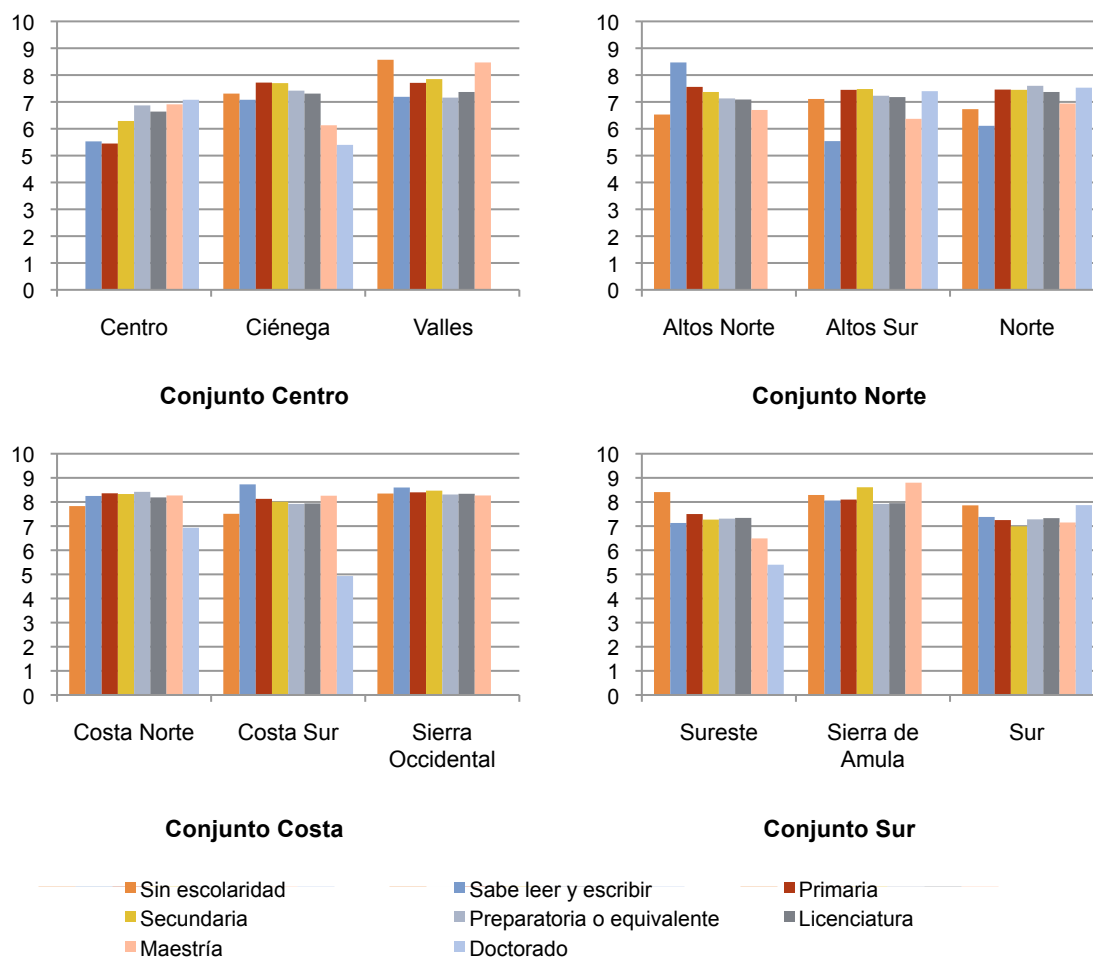 10
9
8
7
6
5
4
3
2
1
0
Centro
Ciénega
Valles
Conjunto Centro
10
9
8
7
6
5
4
3
2
1
0
Altos Norte
Altos Sur
Norte
Conjunto Norte
10
9
8
7
6
5
4
3
2
1
0
Costa Norte
Costa Sur
Sierra
Occidental
Conjunto Costa
10
9
8
7
6
5
4
3
2
1
0
Sureste
Sierra de
Amula
Sur
Conjunto Sur
Sin escolaridad
Sabe leer y escribir
Primaria
Secundaria
Preparatoria o equivalente
Licenciatura
Maestría
Doctorado